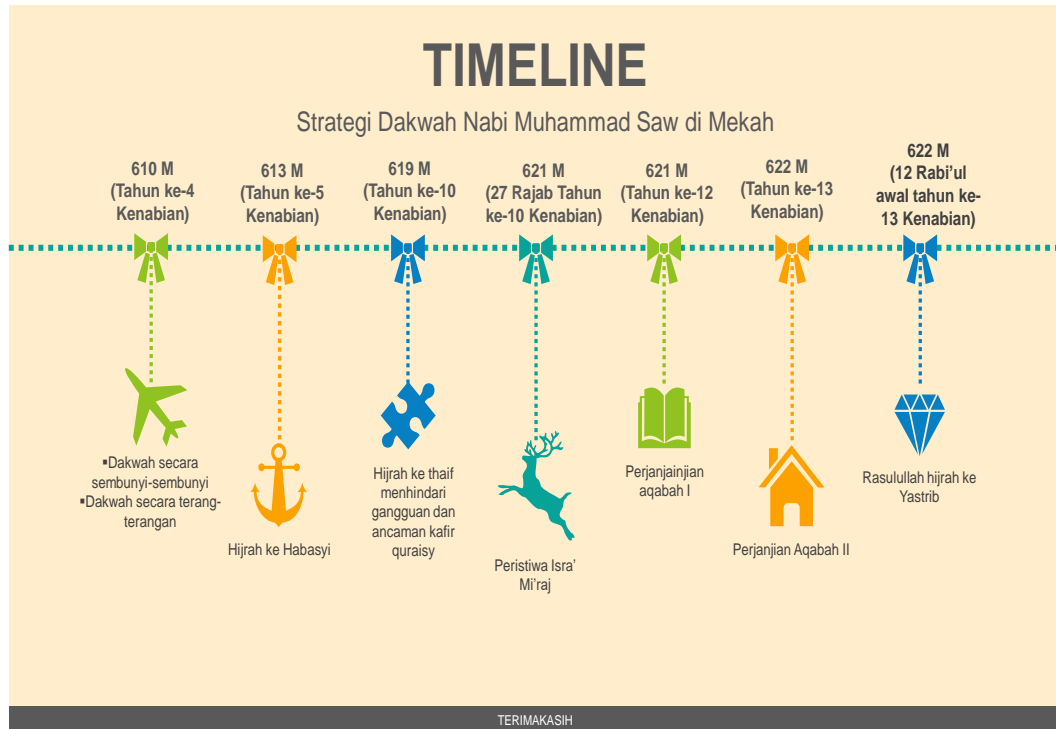 TIMELINE
Strategi Dakwah Nabi Muhammad Saw di Mekah
610 M
(Tahun ke-4
Kenabian)
613 M
(Tahun ke-5
Kenabian)
619 M
(Tahun ke-10
Kenabian)
621 M
(27 Rajab Tahun
ke-10 Kenabian)
621 M
(Tahun ke-12
Kenabian)
622 M
(Tahun ke-13
Kenabian)
622 M
(12 Rabi’ul
awal tahun ke-
13 Kenabian)
▪Dakwah secara
sembunyi-sembunyi
▪Dakwah secara terang-
terangan
Hijrah ke Habasyi
Hijrah ke thaif
menhindari
gangguan dan
ancaman kafir
quraisy
Peristiwa Isra’
Mi’raj
Perjanjainjian
aqabah I
Perjanjian Aqabah II
Rasulullah hijrah ke
Yastrib
TERIMAKASIH